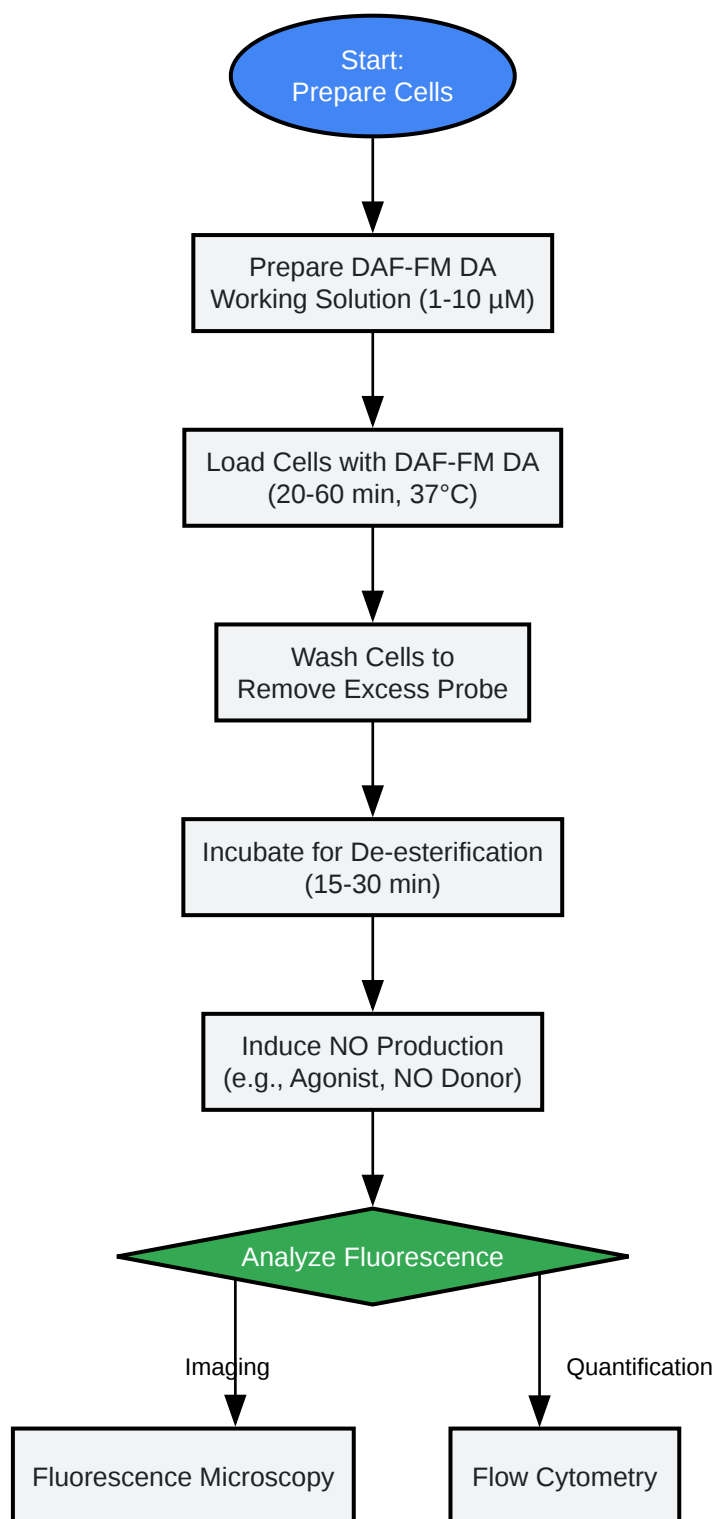 Start:
Prepare Cells
Prepare DAF-FM DA
Working Solution (1-10 µM)
Load Cells with DAF-FM DA
(20-60 min, 37°C)
Wash Cells to
Remove Excess Probe
Incubate for De-esterification
(15-30 min)
Induce NO Production
(e.g., Agonist, NO Donor)
Analyze Fluorescence
Imaging
Quantification
Fluorescence Microscopy
Flow Cytometry